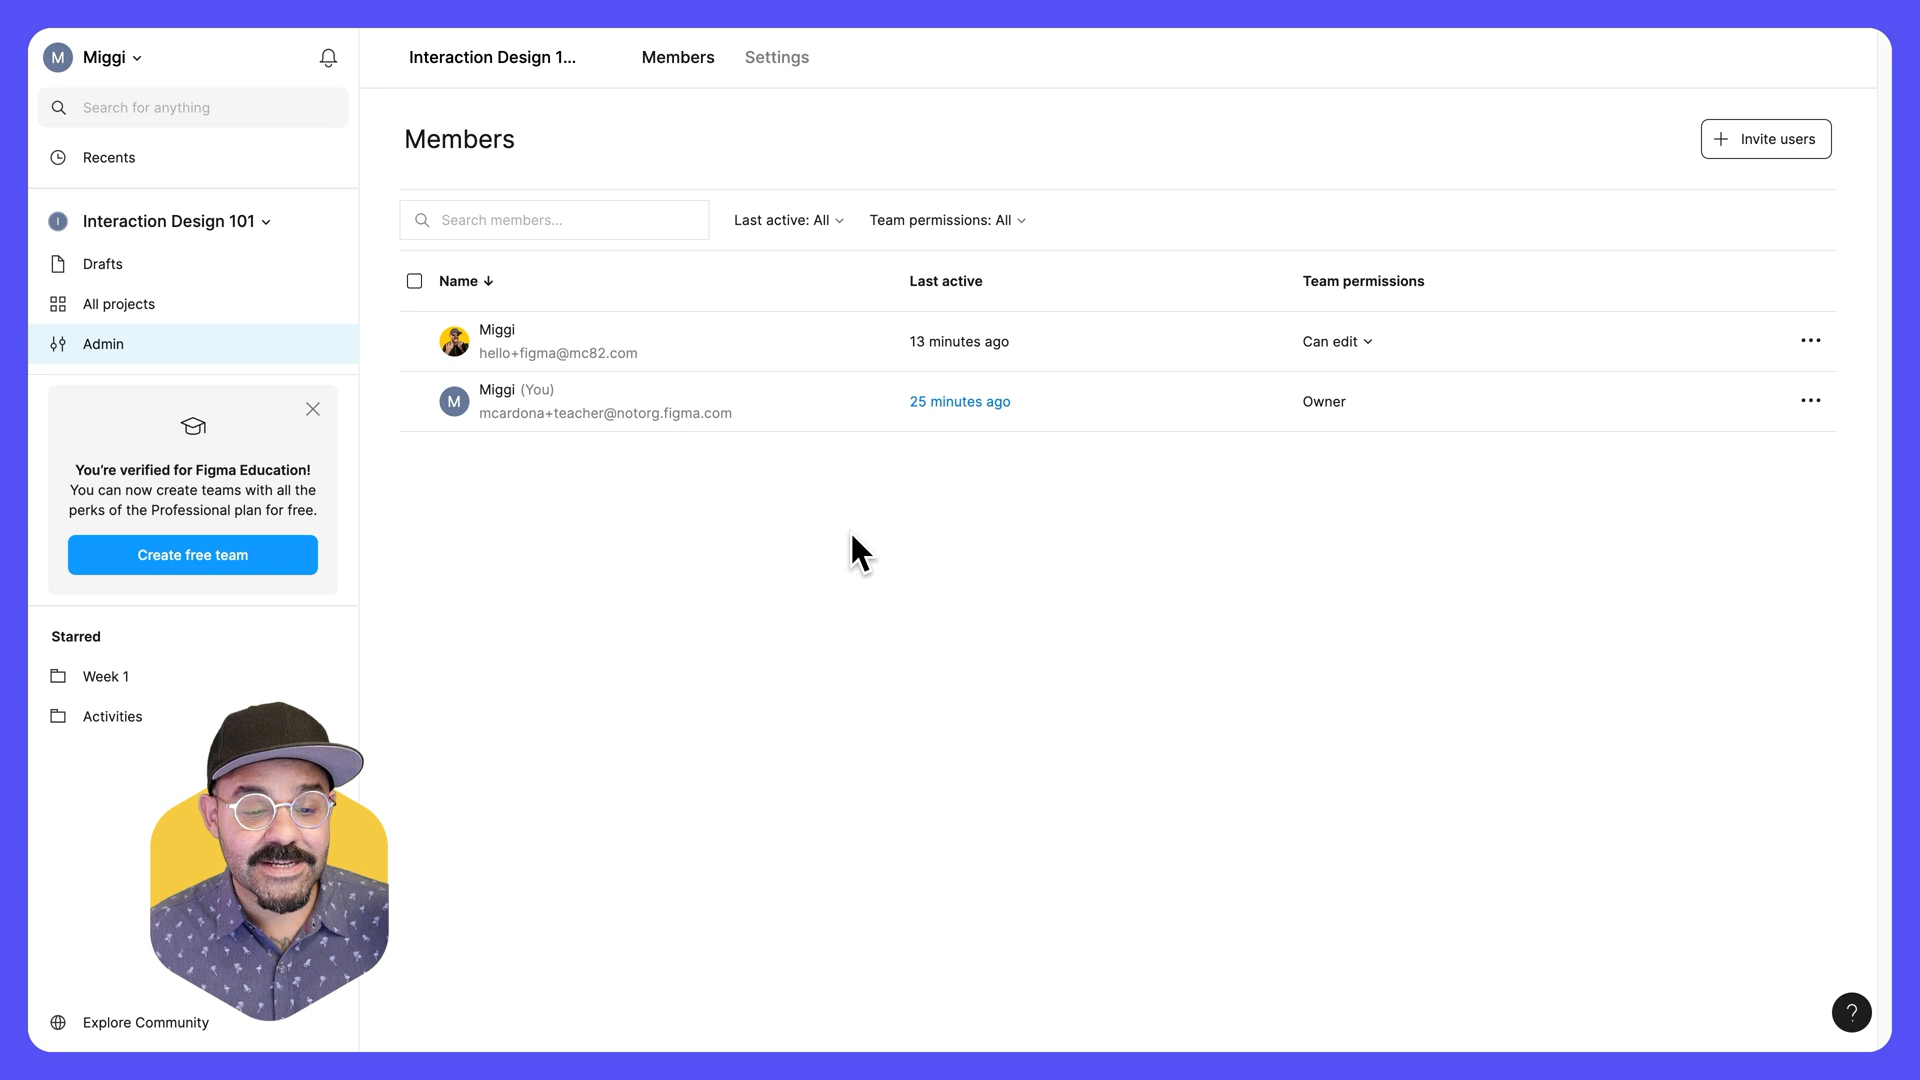 M Miggi
Search for anything
Recents
I Interaction Design 101
Drafts
All projects
Admin
You're verified for Figma Education!
You can now create teams with all the
perks of the Professional plan for free.
Create free team
Starred
Week 1
Activities
Explore Community
Interaction Design 1... Members Settings
Members
Invite users
Search members... Last active: All Team permissions: All
Name Last active Team permissions
Miggi
hello+figma@mc82.com
13 minutes ago
Can edit
M Miggi (You)
mcardona+teacher@notorg.figma.com
25 minutes ago
Owner
?